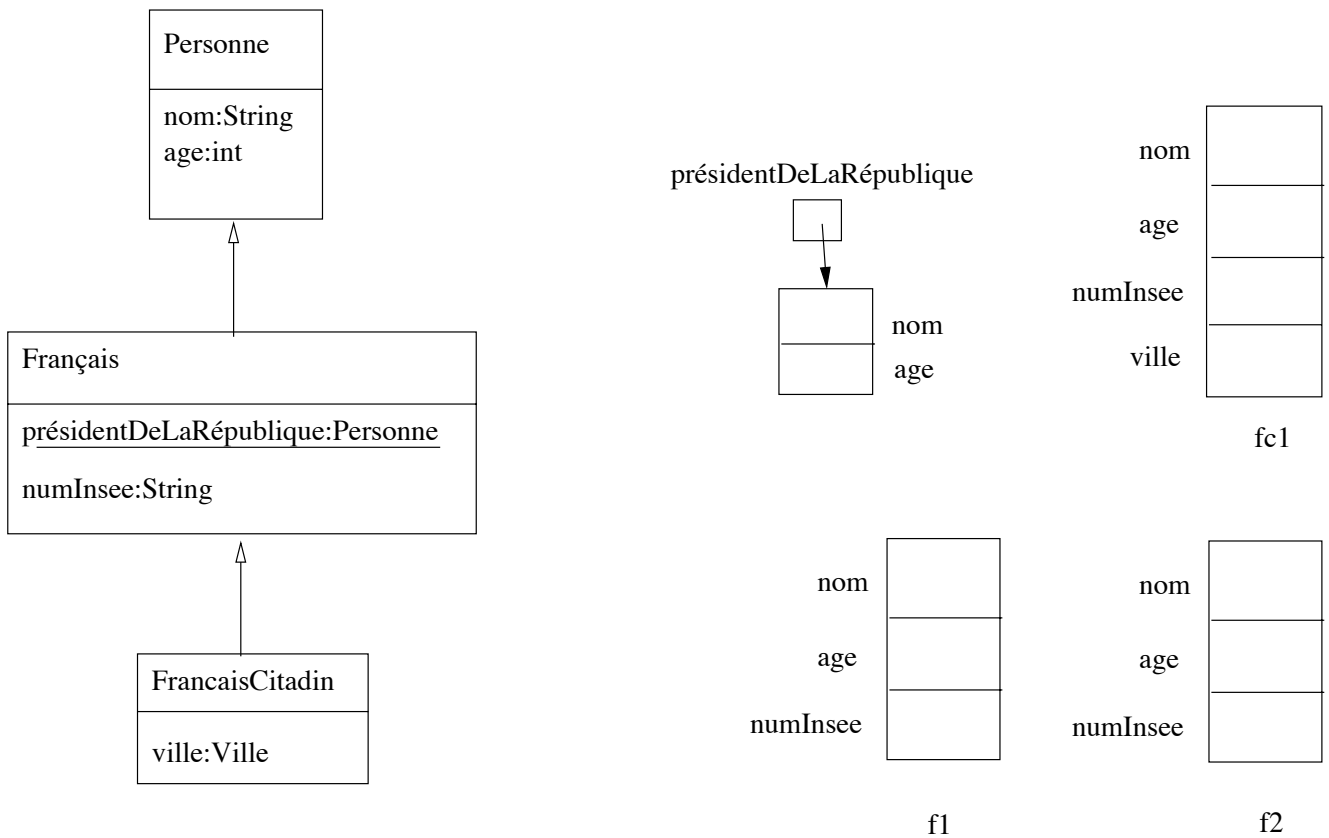 Personne
nom:String
age:int
Français
présidentDeLaRépublique:Personne
numInsee:String
FrancaisCitadin
ville:Ville
présidentDeLaRépublique
nom
age
nom
age
numInsee
ville
fc1
nom
age
numInsee
f1
nom
age
numInsee
f2